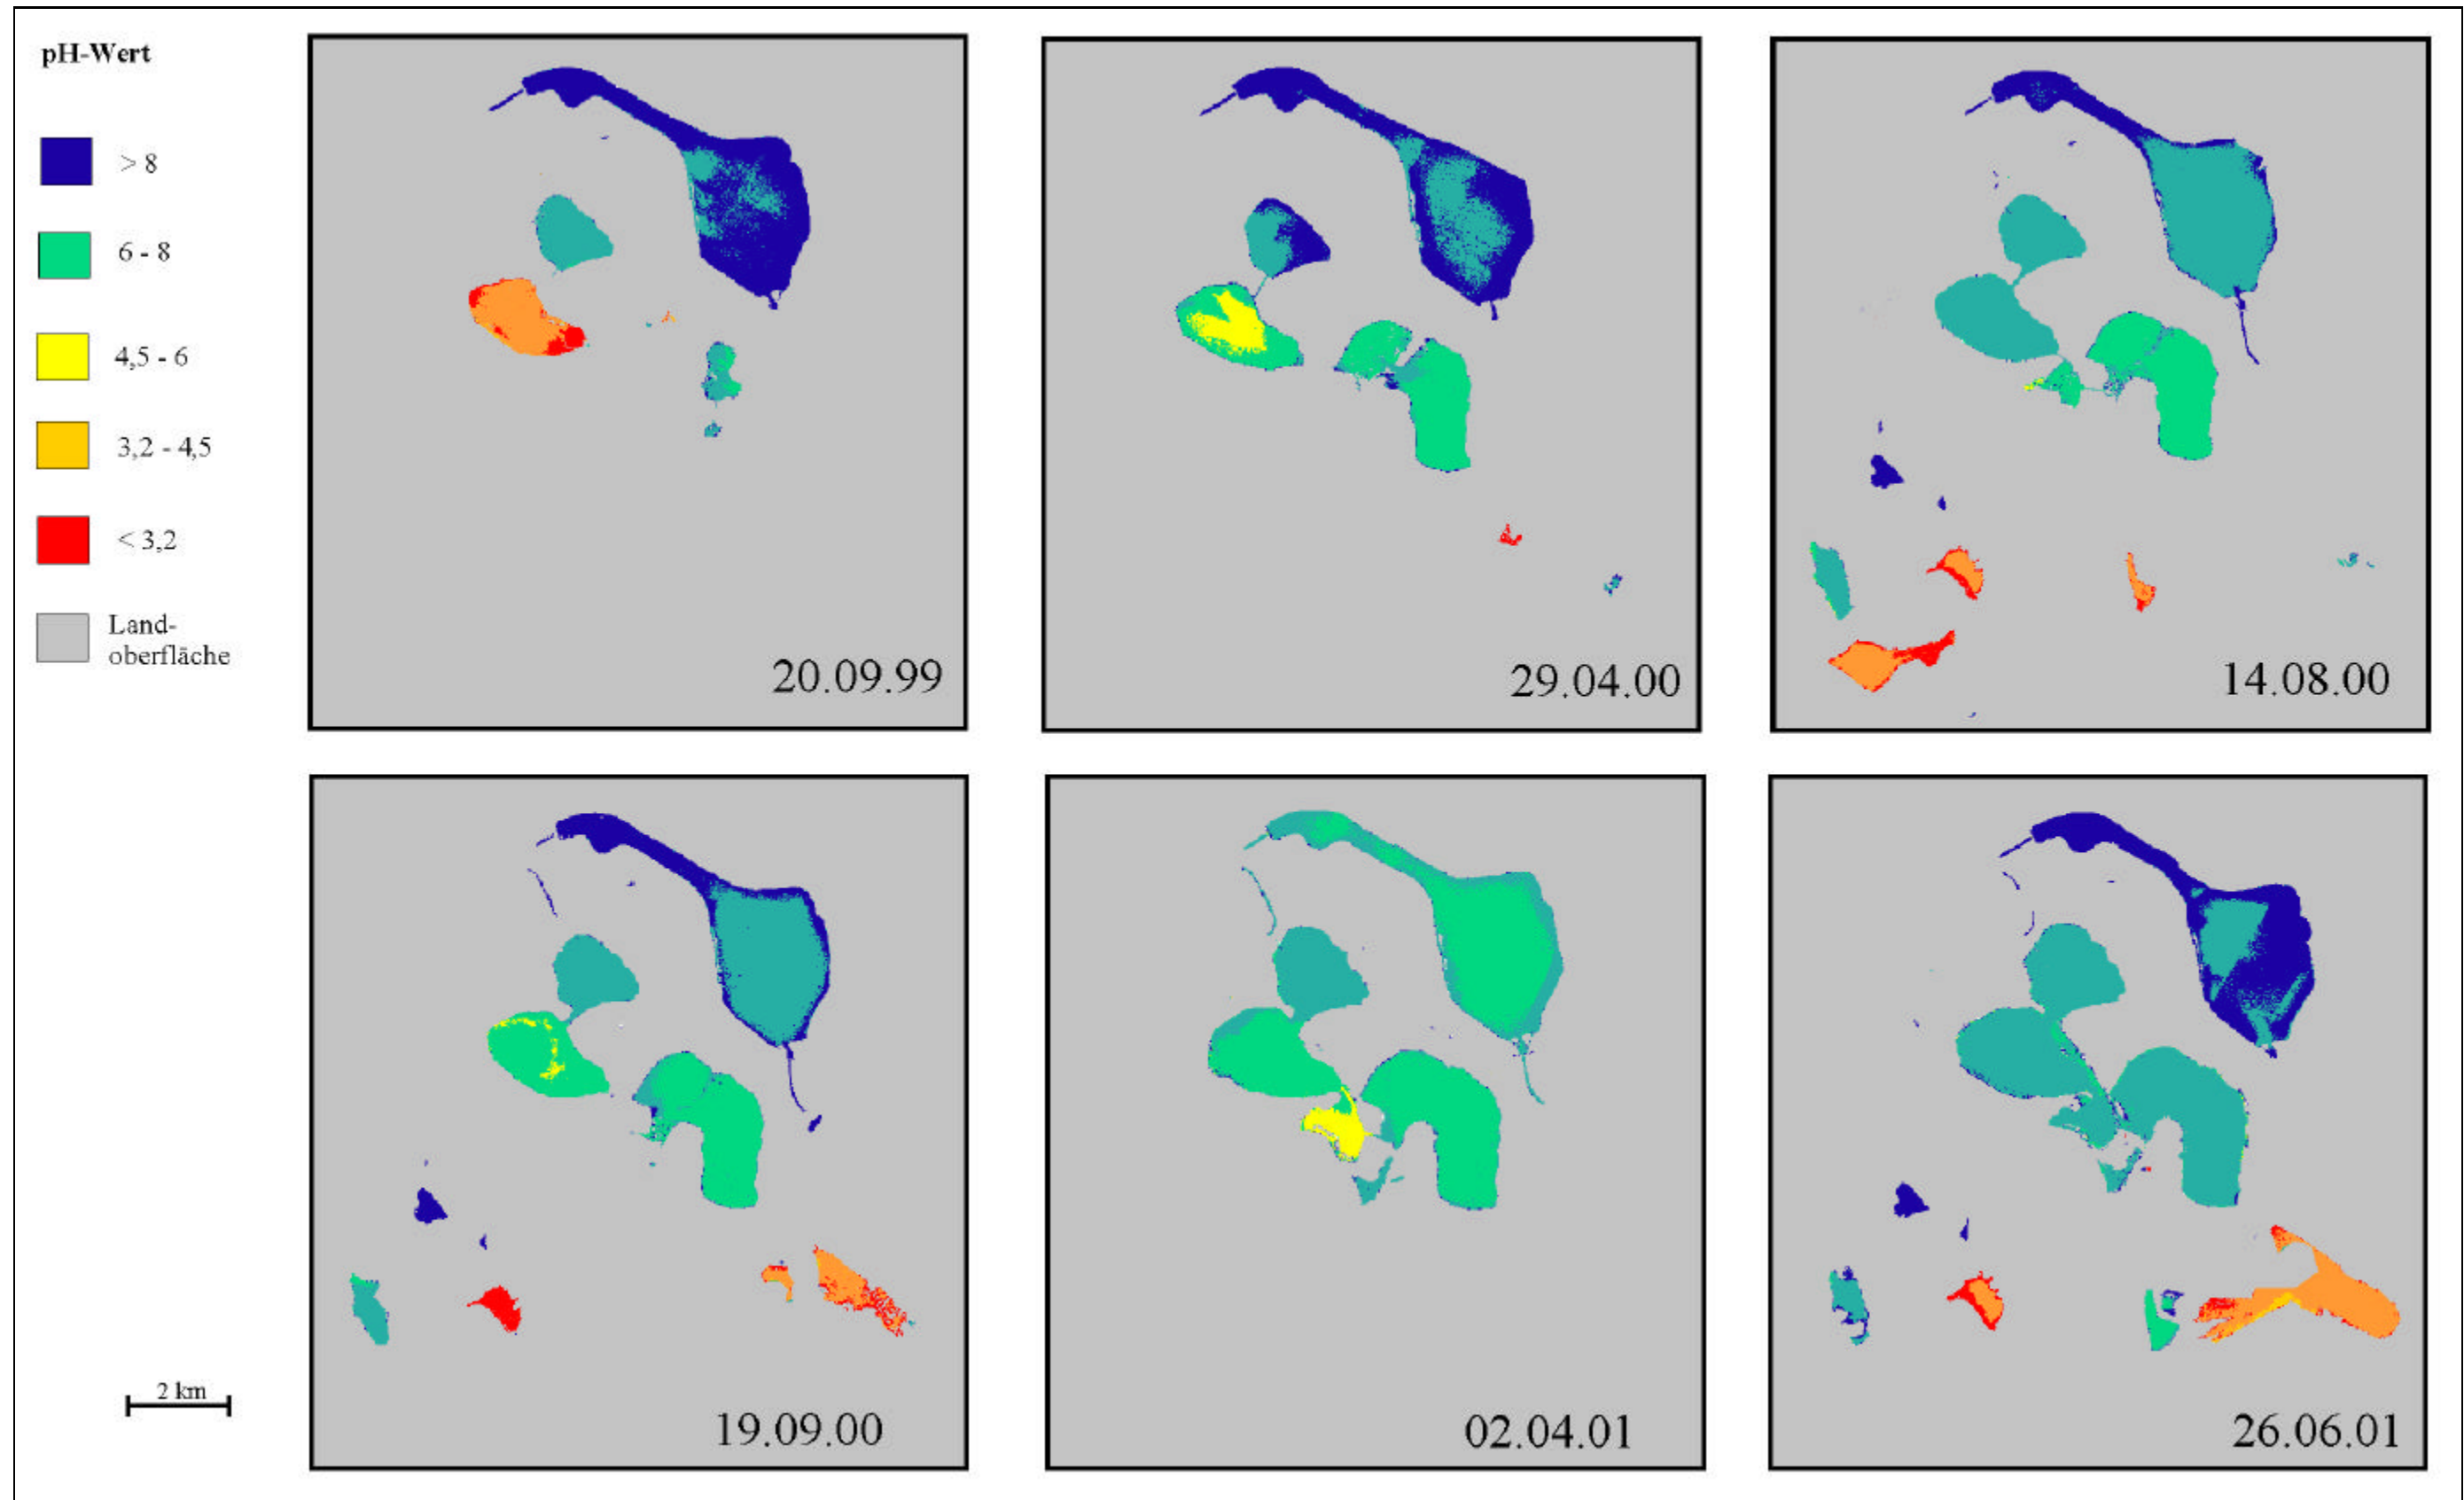 pH-Wert
> 8
6 - 8
4,5 - 6
3,2 - 4,5
< 3,2
Land-
oberfläche
20.09.99
29.04.00
14.08.00
19.09.00
02.04.01
26.06.01
2 km